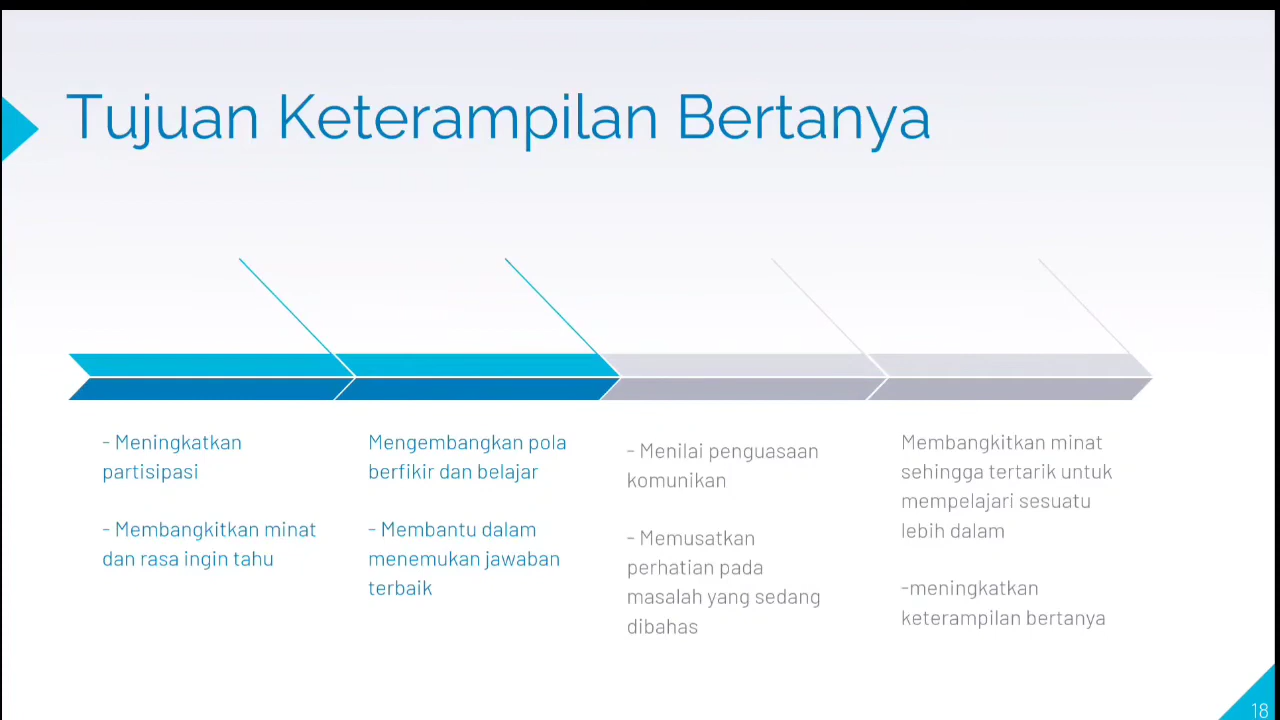 Tujuan Keterampilan Bertanya
- Meningkatkan
partisipasi
- Membangkitkan minat
dan rasa ingin tahu
Mengembangkan pola
berfikir dan belajar
- Membantu dalam
menemukan jawaban
terbaik
- Menilai penguasaan
komunikan
- Memusatkan
perhatian pada
masalah yang sedang
dibahas
Membangkitkan minat
sehingga tertarik untuk
mempelajari sesuatu
lebih dalam
-meningkatkan
keterampilan bertanya
18